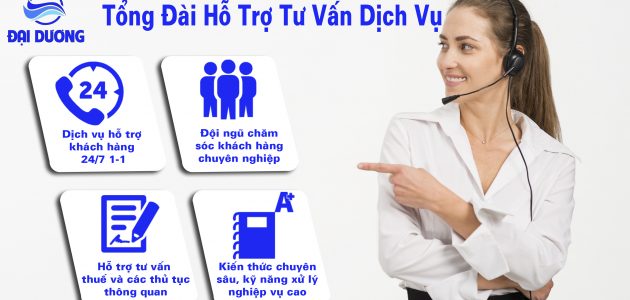 ĐẠI DƯƠNG
Tổng Đài Hỗ Trợ Tư Vấn Dịch Vụ
24
Dịch vụ hỗ trợ
khách hàng
24/7 1-1
Đội ngũ chăm
sóc khách hàng
chuyên nghiệp
Hỗ trợ tư vấn
thuế và các thủ tục
thông quan
A+
Kiến thức chuyên
sâu, kỹ năng xử lý
nghiệp vụ cao